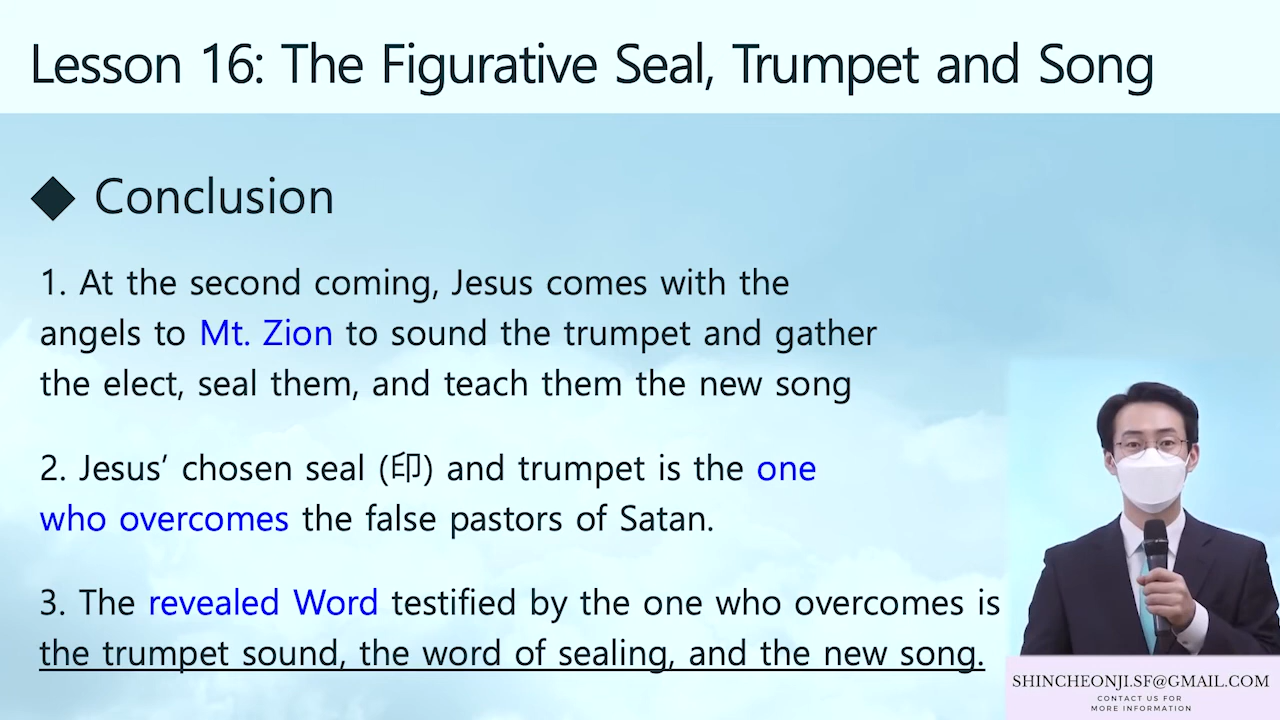 Lesson 16: The Figurative Seal, Trumpet and Song
◆ Conclusion
1. At the second coming, Jesus comes with the
angels to Mt. Zion to sound the trumpet and gather
the elect, seal them, and teach them the new song
2. Jesus’ chosen seal (印) and trumpet is the one
who overcomes the false pastors of Satan.
3. The revealed Word testified by the one who overcomes is
the trumpet sound, the word of sealing, and the new song.
SHINCHEONJI.SF@GMAIL.COM
CONTACT US FOR
MORE INFORMATION